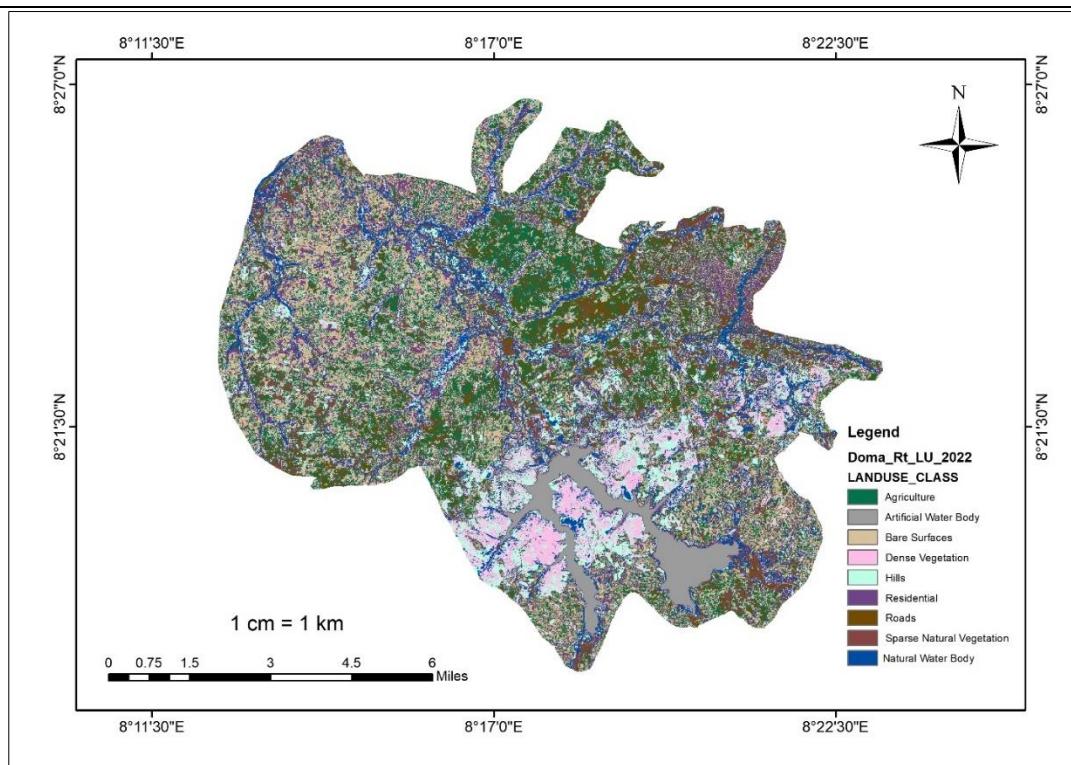 8°11'30"E 8°17'0"E 8°22'30"E
8°27'0"N 8°27'0"N
N
8°21'30"N 8°21'30"N
Legend
Doma_Rt_LU_2022
LANDUSE_CLASS
Agriculture
Artificial Water Body
Bare Surfaces
Dense Vegetation
Hills
Residential
Roads
Sparse Natural Vegetation
Natural Water Body
1 cm = 1 km
0 0.75 1.5 3 4.5 6
Miles
8°11'30"E 8°17'0"E 8°22'30"E